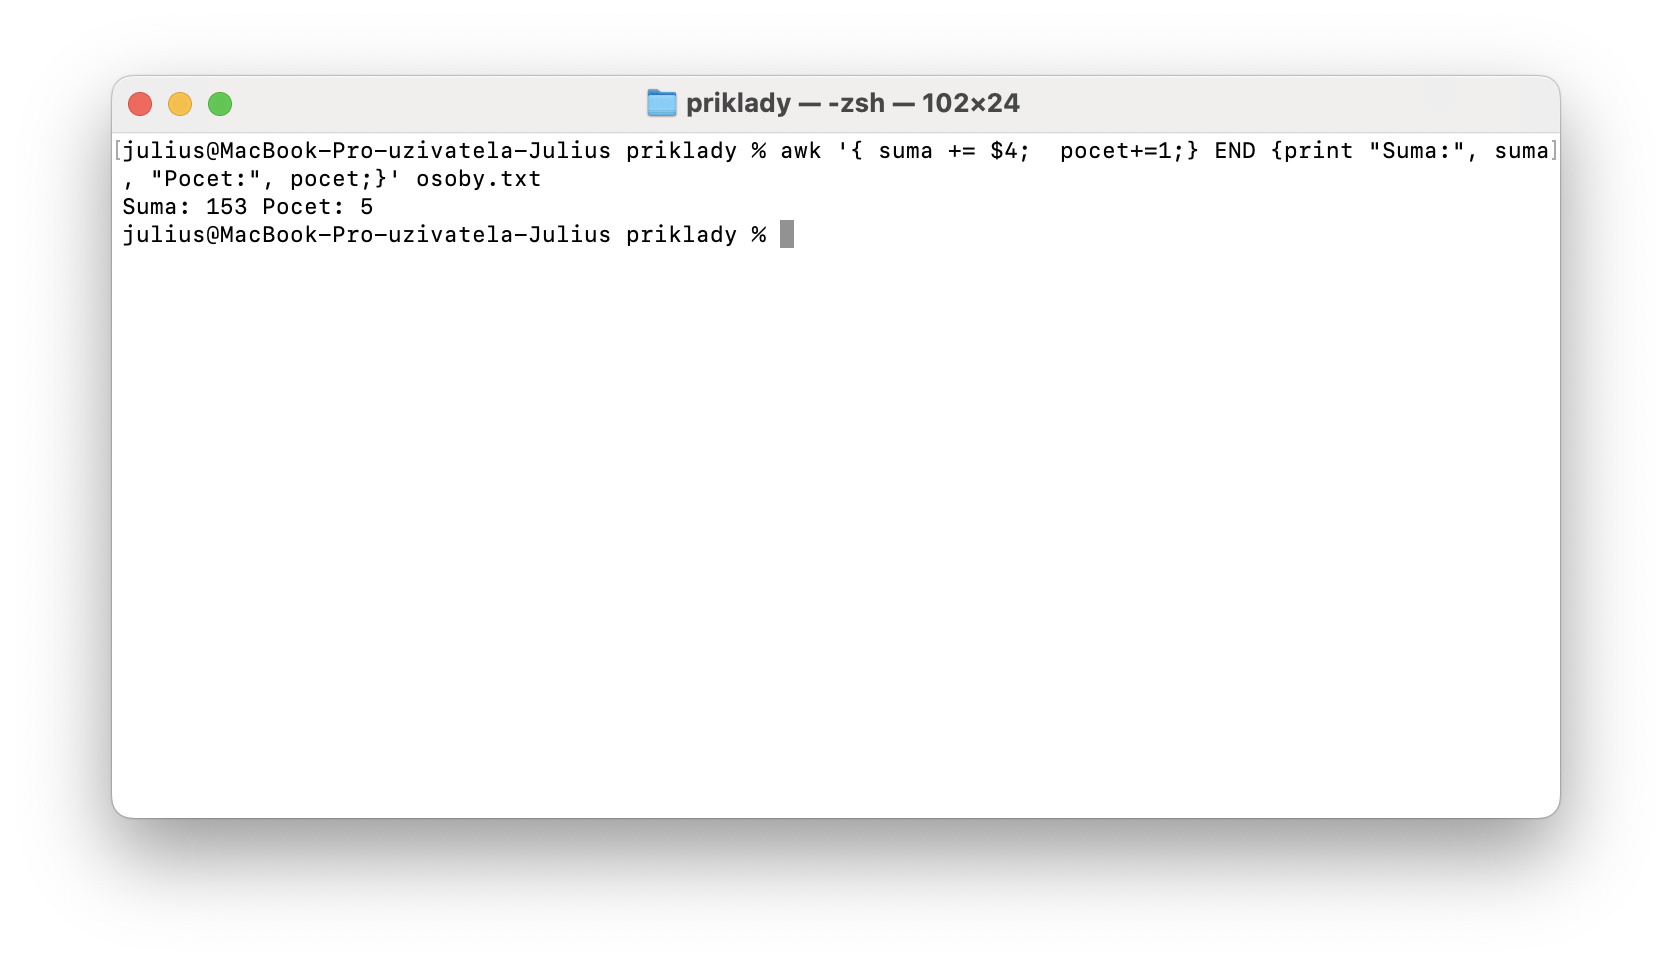 priklady — -zsh — 102×24
julius@MacBook-Pro-uzivatela-Julius priklady % awk '{ suma += $4;  pocet+=1;} END {print "Suma:", suma
, "Pocet:", pocet;}' osoby.txt
Suma: 153 Pocet: 5
julius@MacBook-Pro-uzivatela-Julius priklady %